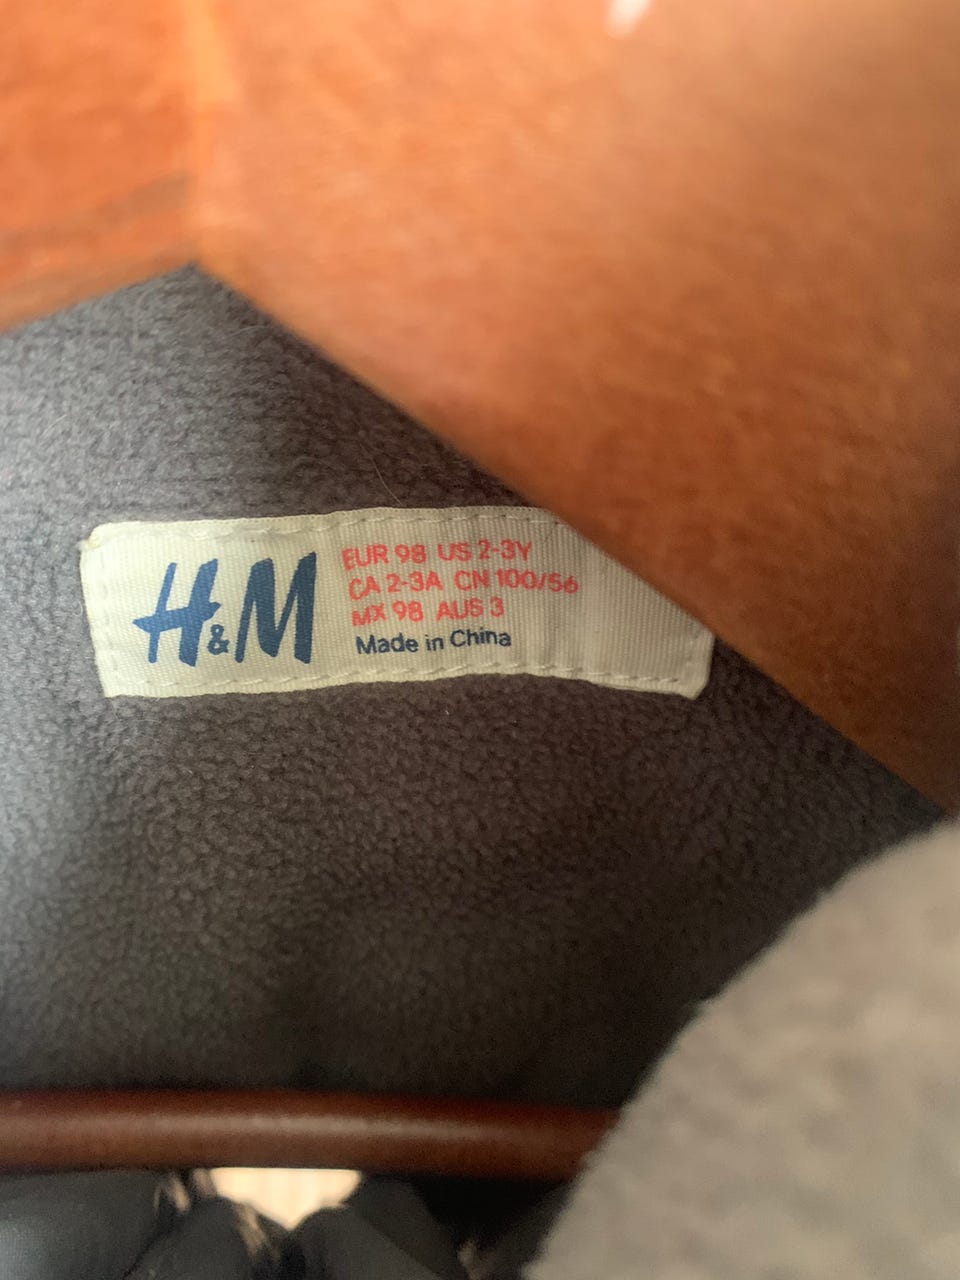 H&M
EUR 98 US 2-3Y
CA 2-3A CN 100/56
MX 98 AUS 3
Made in China